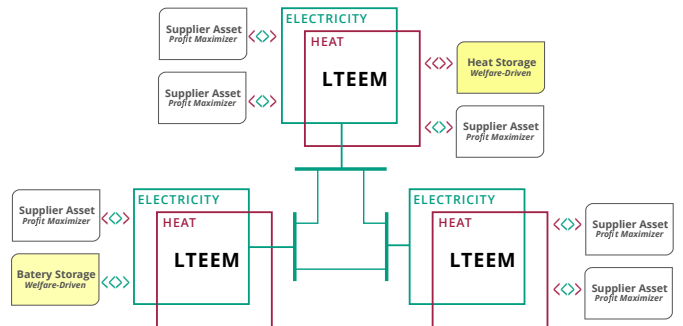 Supplier Asset
Profit Maximizer
ELECTRICITY
HEAT
LTEEM
Heat Storage
Welfare-Driven
Supplier Asset
Profit Maximizer
Supplier Asset
Profit Maximizer
Supplier Asset
Profit Maximizer
ELECTRICITY
HEAT
LTEEM
Batery Storage
Welfare-Driven
ELECTRICITY
HEAT
LTEEM
Supplier Asset
Profit Maximizer
Supplier Asset
Profit Maximizer